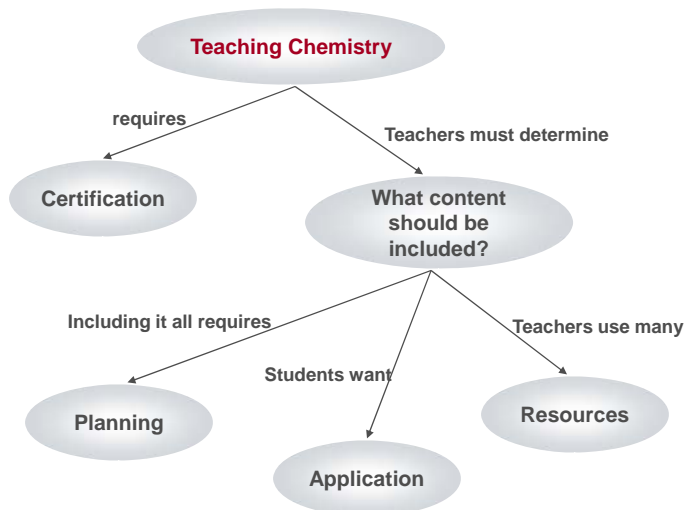 Teaching Chemistry
requires
Teachers must determine
Certification
What content
should be
included?
Including it all requires
Teachers use many
Students want
Planning
Resources
Application